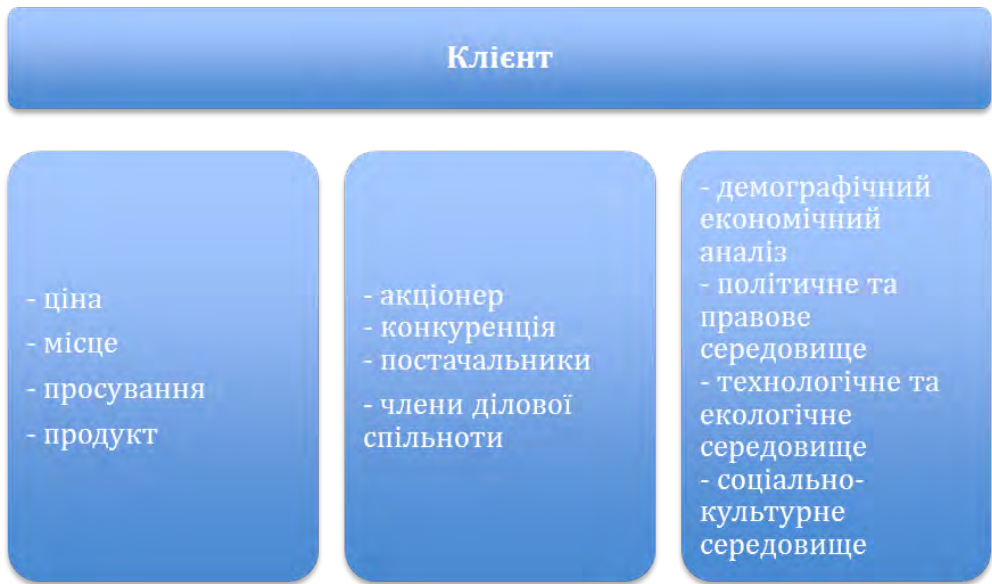 Клієнт
- ціна
- місце
- просування
- продукт
- акціонер
- конкуренція
- постачальники
- члени ділової
спільноти
- демографічний
економічний
аналіз
- політичне та
правове
середовище
- технологічне та
екологічне
середовище
- соціально-
культурне
середовище